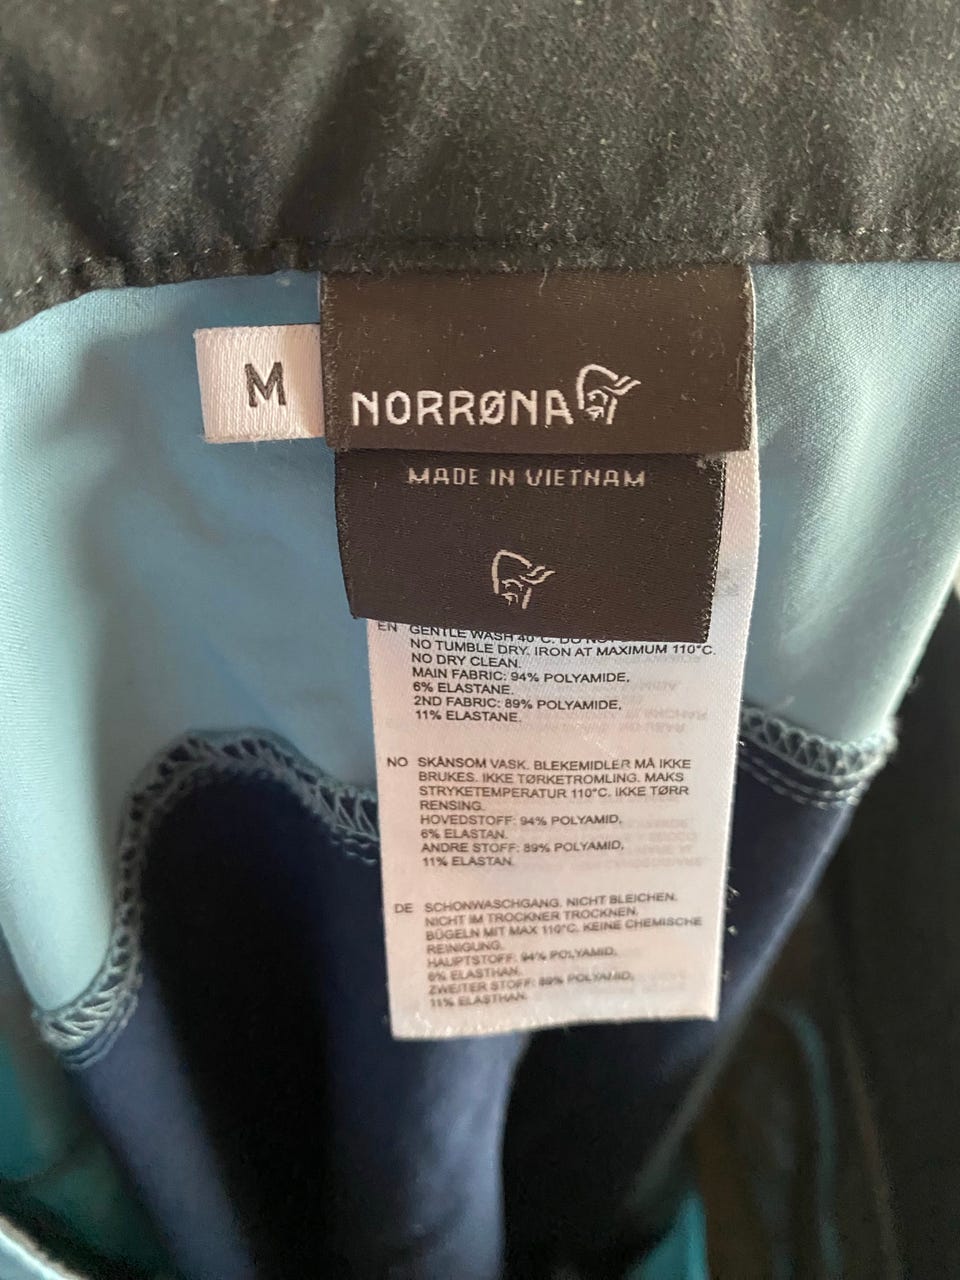 M
NORRØNA
MADE IN VIETNAM
EN GENTLE WASH 40°C. DO NOT
NO TUMBLE DRY. IRON AT MAXIMUM 110°C.
NO DRY CLEAN.
MAIN FABRIC: 94% POLYAMIDE,
6% ELASTANE.
2ND FABRIC: 89% POLYAMIDE,
11% ELASTANE.
NO SKÅNSOM VASK. BLEKEMIDLER MÅ IKKE
BRUKES. IKKE TØRKETROMLING. MAKS
STRYKETEMPERATUR 110°C. IKKE TØRR
RENSING.
HOVEDSTOFF: 94% POLYAMID,
6% ELASTAN.
ANDRE STOFF: 89% POLYAMID,
11% ELASTAN.
DE SCHONWASCHGANG. NICHT BLEICHEN.
NICHT IM TROCKNER TROCKNEN.
BÜGELN MIT MAX 110°C. KEINE CHEMISCHE
REINIGUNG.
HAUPTSTOFF: 94% POLYAMID,
6% ELASTHAN.
ZWEITER STOFF: 89% POLYAMID,
11% ELASTHAN.